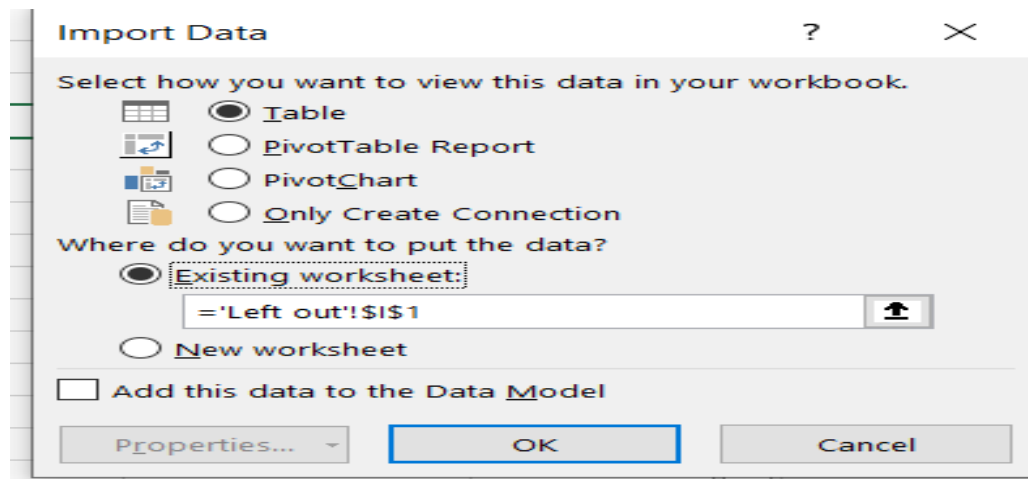 Import Data ?
Select how you want to view this data in your workbook.
Table
PivotTable Report
PivotChart
Only Create Connection
Where do you want to put the data?
Existing worksheet:
='Left out'!$I$1
New worksheet
Add this data to the Data Model
Properties... OK Cancel